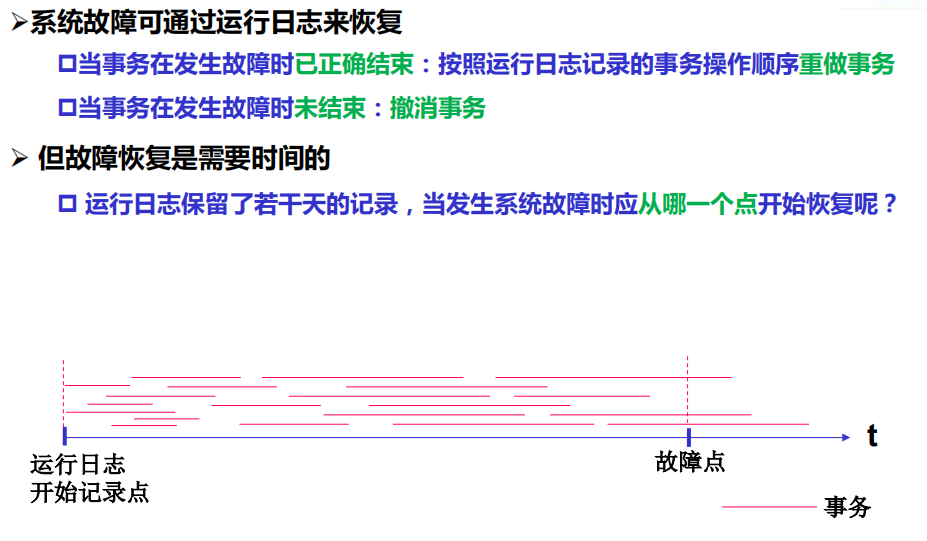 ➢系统故障可通过运行日志来恢复
□当事务在发生故障时已正确结束：按照运行日志记录的事务操作顺序重做事务
□当事务在发生故障时未结束：撤消事务
➢ 但故障恢复是需要时间的
□ 运行日志保留了若干天的记录，当发生系统故障时应从哪一个点开始恢复呢？
t
运行日志
开始记录点
故障点
事务